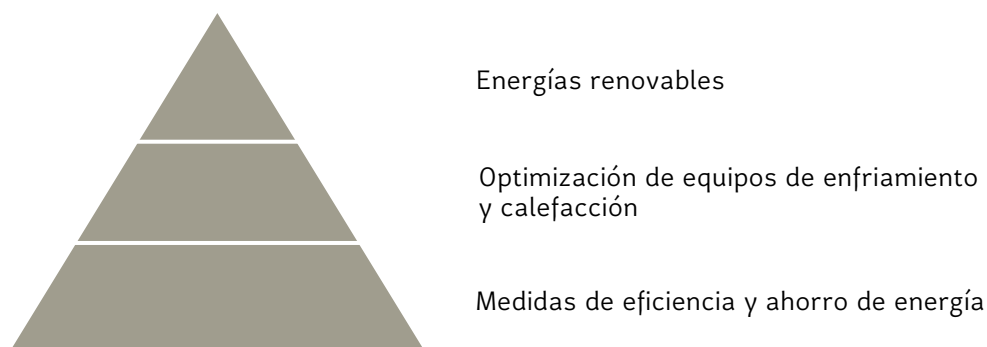 Energías renovables
Optimización de equipos de enfriamiento
y calefacción
Medidas de eficiencia y ahorro de energía